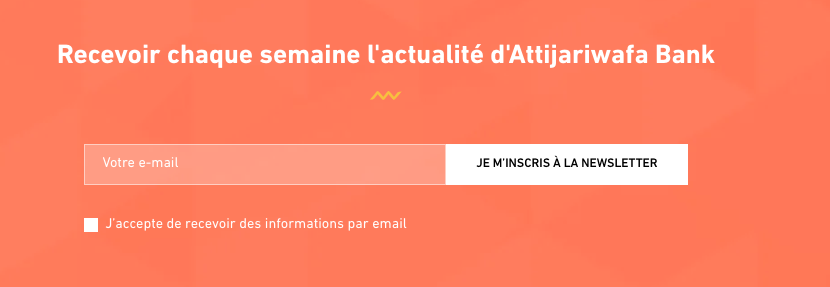 Recevoir chaque semaine l'actualité d'Attijariwafa Bank
Votre e-mail
JE M'INSCRIS À LA NEWSLETTER
J'accepte de recevoir des informations par email